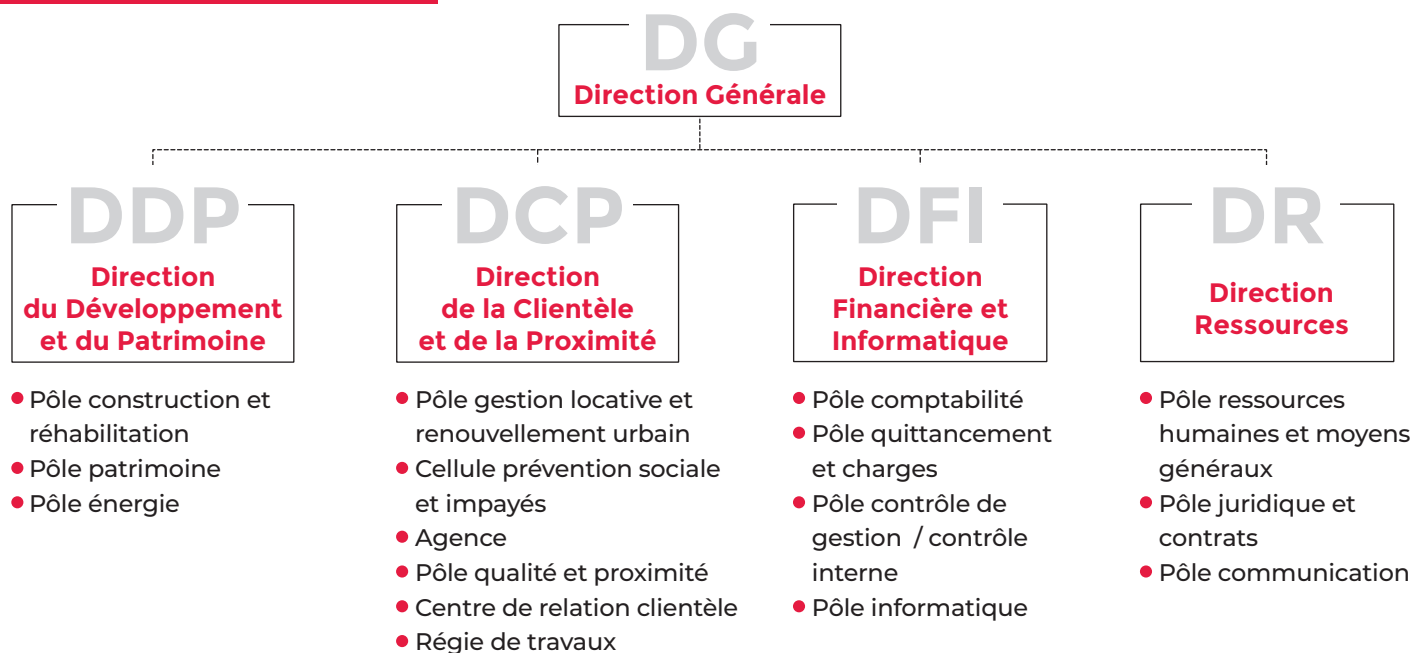 DG
Direction Générale
DDP
Direction
du Développement
et du Patrimoine
• Pôle construction et
réhabilitation
• Pôle patrimoine
• Pôle énergie
DCP
Direction
de la Clientèle
et de la Proximité
• Pôle gestion locative et
renouvellement urbain
• Cellule prévention sociale
et impayés
• Agence
• Pôle qualité et proximité
• Centre de relation clientèle
• Régie de travaux
DFI
Direction
Financière et
Informatique
• Pôle comptabilité
• Pôle quittancement
et charges
• Pôle contrôle de
gestion / contrôle
interne
• Pôle informatique
DR
Direction
Ressources
• Pôle ressources
humaines et moyens
généraux
• Pôle juridique et
contrats
• Pôle communication